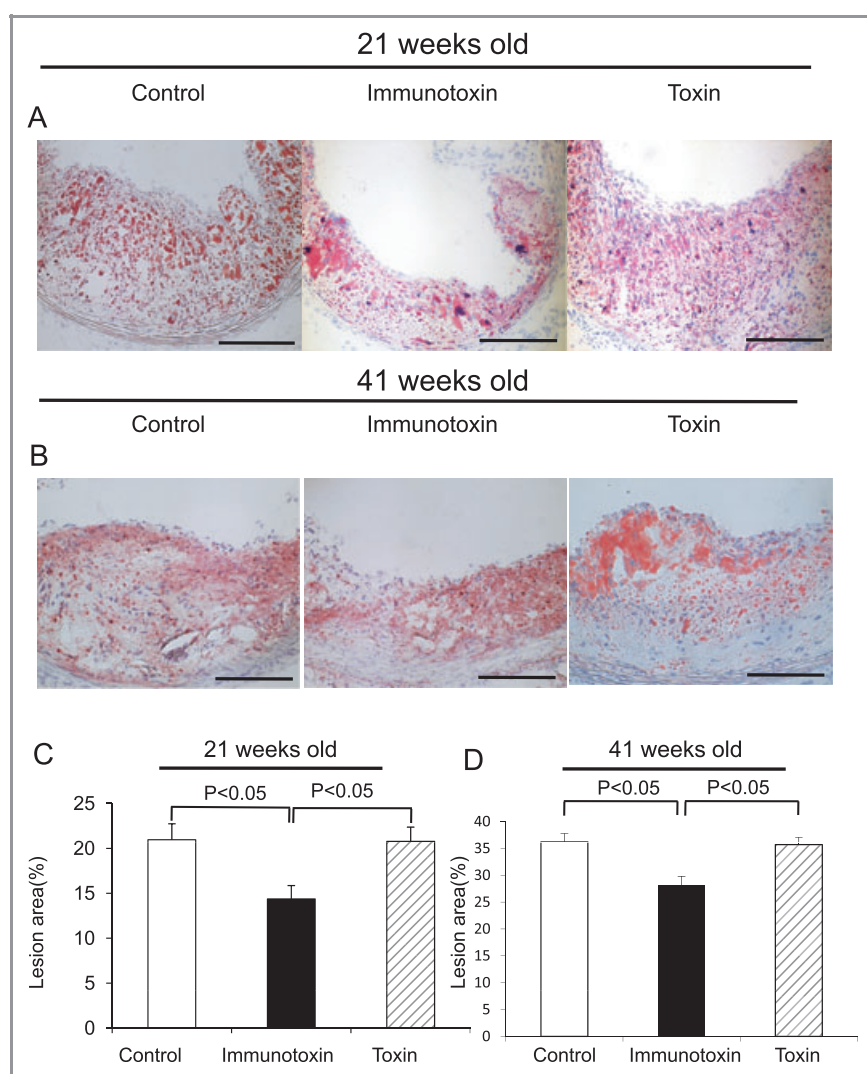 21 weeks old
Control Immunotoxin Toxin
A
41 weeks old
Control Immunotoxin Toxin
B
C
21 weeks old
P<0.05 P<0.05
Lesion area(%)
25
20
15
10
5
0
Control Immunotoxin Toxin
D
41 weeks old
P<0.05 P<0.05
Lesion area(%)
40
35
30
25
20
15
10
5
0
Control Immunotoxin Toxin